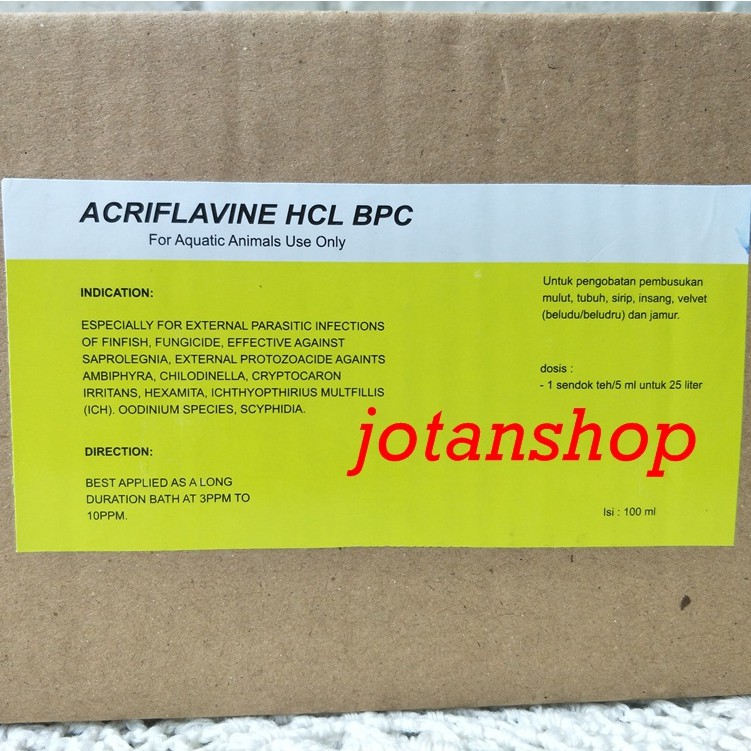 ACRIFLAVINE HCL BPC
For Aquatic Animals Use Only
INDICATION:
ESPECIALLY FOR EXTERNAL PARASITIC INFECTIONS
OF FINFISH, FUNGICIDE, EFFECTIVE AGAINST
SAPROLEGNIA, EXTERNAL PROTOZOACIDE AGAINTS
AMBIPHYRA, CHILODINELLA, CRYPTOCARON
IRRITANS, HEXAMITA, ICHTHYOPTHIRIUS MULTFILLIS
(ICH). OODINIUM SPECIES, SCYPHIDIA.
DIRECTION:
BEST APPLIED AS A LONG
DURATION BATH AT 3PPM TO
10PPM.
Untuk pengobatan pembusukan
mulut, tubuh, sirip, insang, velvet
(beludu/beludru) dan jamur.
dosis :
- 1 sendok teh/5 ml untuk 25 liter
jotanshop
Isi : 100 ml